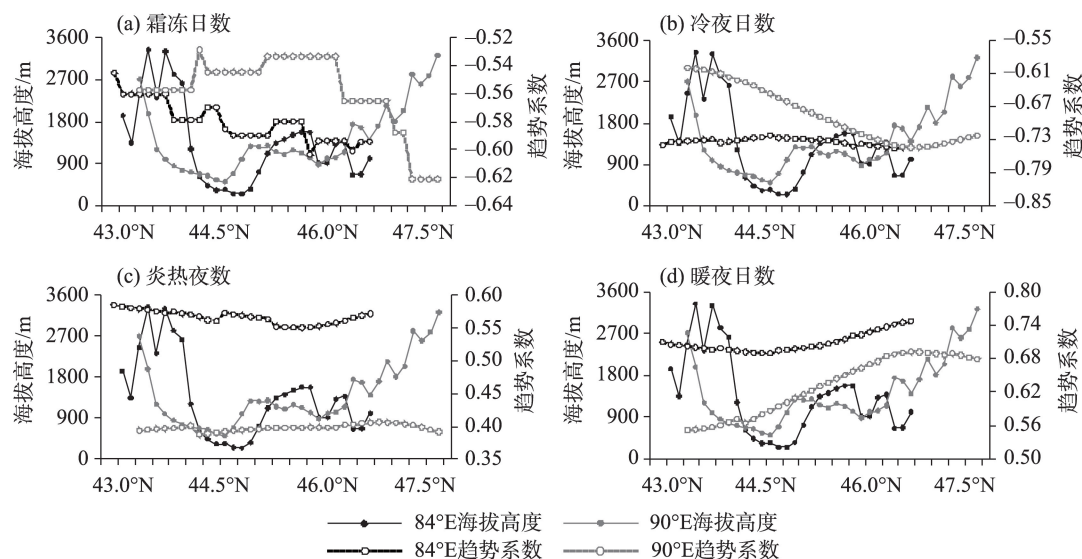 (a) 霜冻日数
海拔高度/m
3600
2700
1800
900
0
−0.52
−0.54
−0.56
−0.58
−0.60
−0.62
−0.64
趋势系数
43.0°N 44.5°N 46.0°N 47.5°N
(b) 冷夜日数
海拔高度/m
3600
2700
1800
900
0
−0.55
−0.61
−0.67
−0.73
−0.79
−0.85
趋势系数
43.0°N 44.5°N 46.0°N 47.5°N
(c) 炎热夜数
海拔高度/m
3600
2700
1800
900
0
0.60
0.55
0.50
0.45
0.40
0.35
趋势系数
43.0°N 44.5°N 46.0°N 47.5°N
(d) 暖夜日数
海拔高度/m
3600
2700
1800
900
0
0.80
0.74
0.68
0.62
0.56
0.50
趋势系数
43.0°N 44.5°N 46.0°N 47.5°N
84°E海拔高度 90°E海拔高度
84°E趋势系数 90°E趋势系数